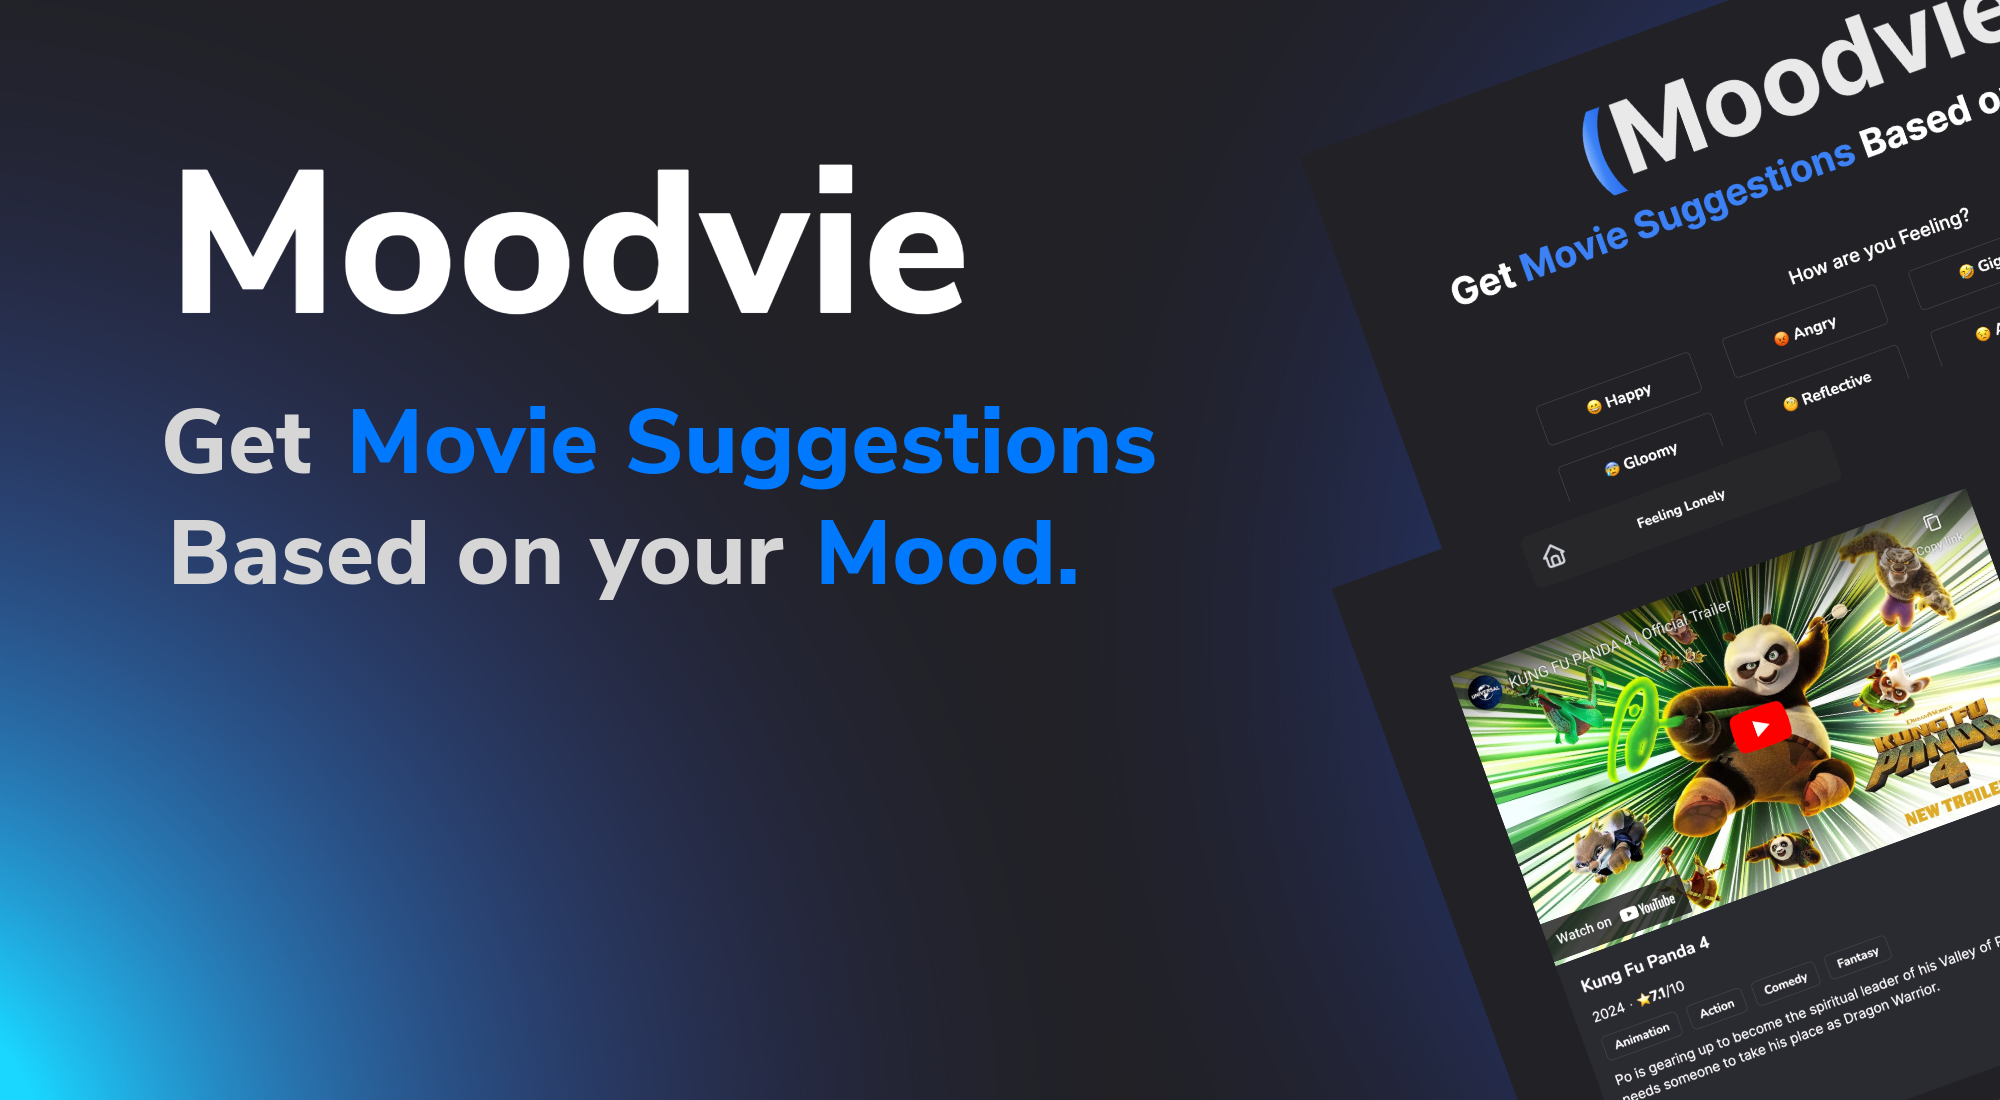 Moodvie
Get Movie Suggestions
Based on your Mood.
(Moodvie
Get Movie Suggestions Based
How are you Feeling?
😄 Happy
😡 Angry
🤣
😰 Gloomy
🧐 Reflective
Feeling Lonely
KUNG FU PANDA 4 | Official Trailer
Copy link
UNIVERSAL
DREAMWORKS
KUNG FU
PANDA
4
NEW TRAILER
Watch on YouTube
Kung Fu Panda 4
2024 · ⭐7.1/10
Animation
Action
Comedy
Fantasy
Po is gearing up to become the spiritual leader of his Valley of
needs someone to take his place as Dragon Warrior.